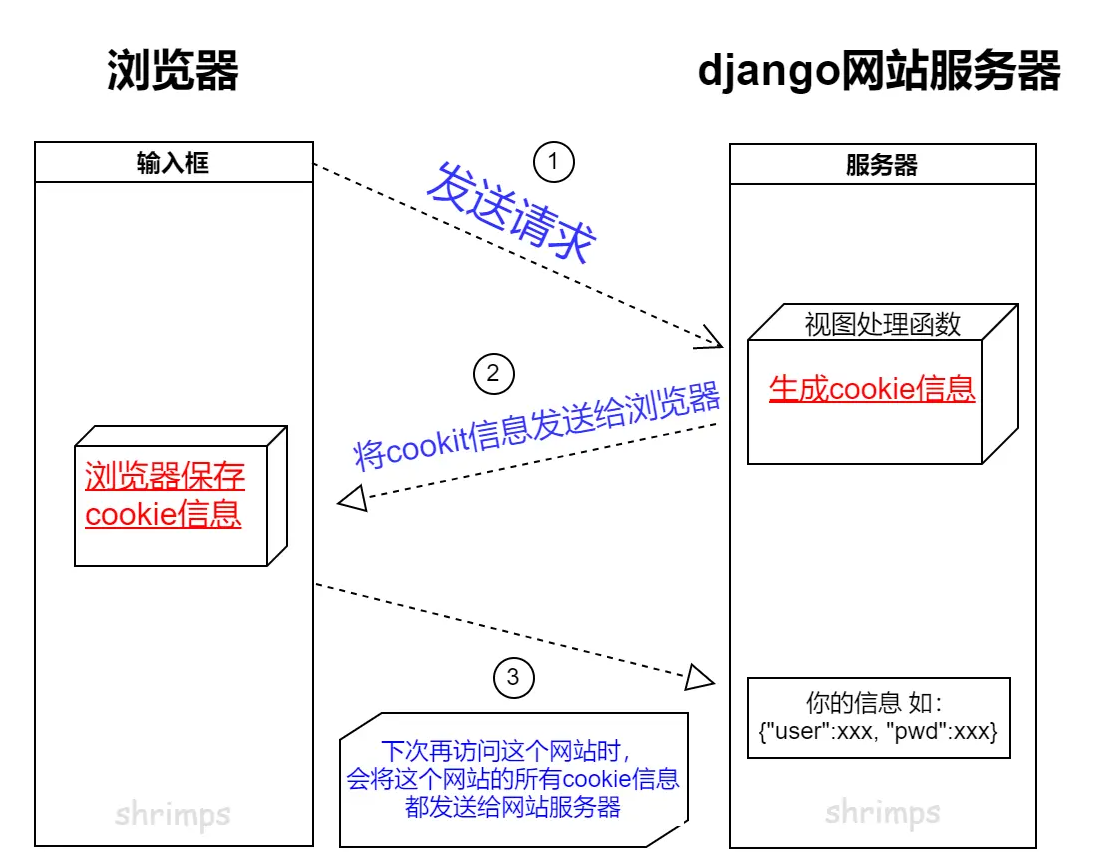 浏览器
django网站服务器
输入框
服务器
1
发送请求
视图处理函数
生成cookie信息
2
将cookit信息发送给浏览器
浏览器保存
cookie信息
3
你的信息 如：
{"user":xxx, "pwd":xxx}
下次再访问这个网站时，
会将这个网站的所有cookie信息
都发送给网站服务器
shrimps
shrimps